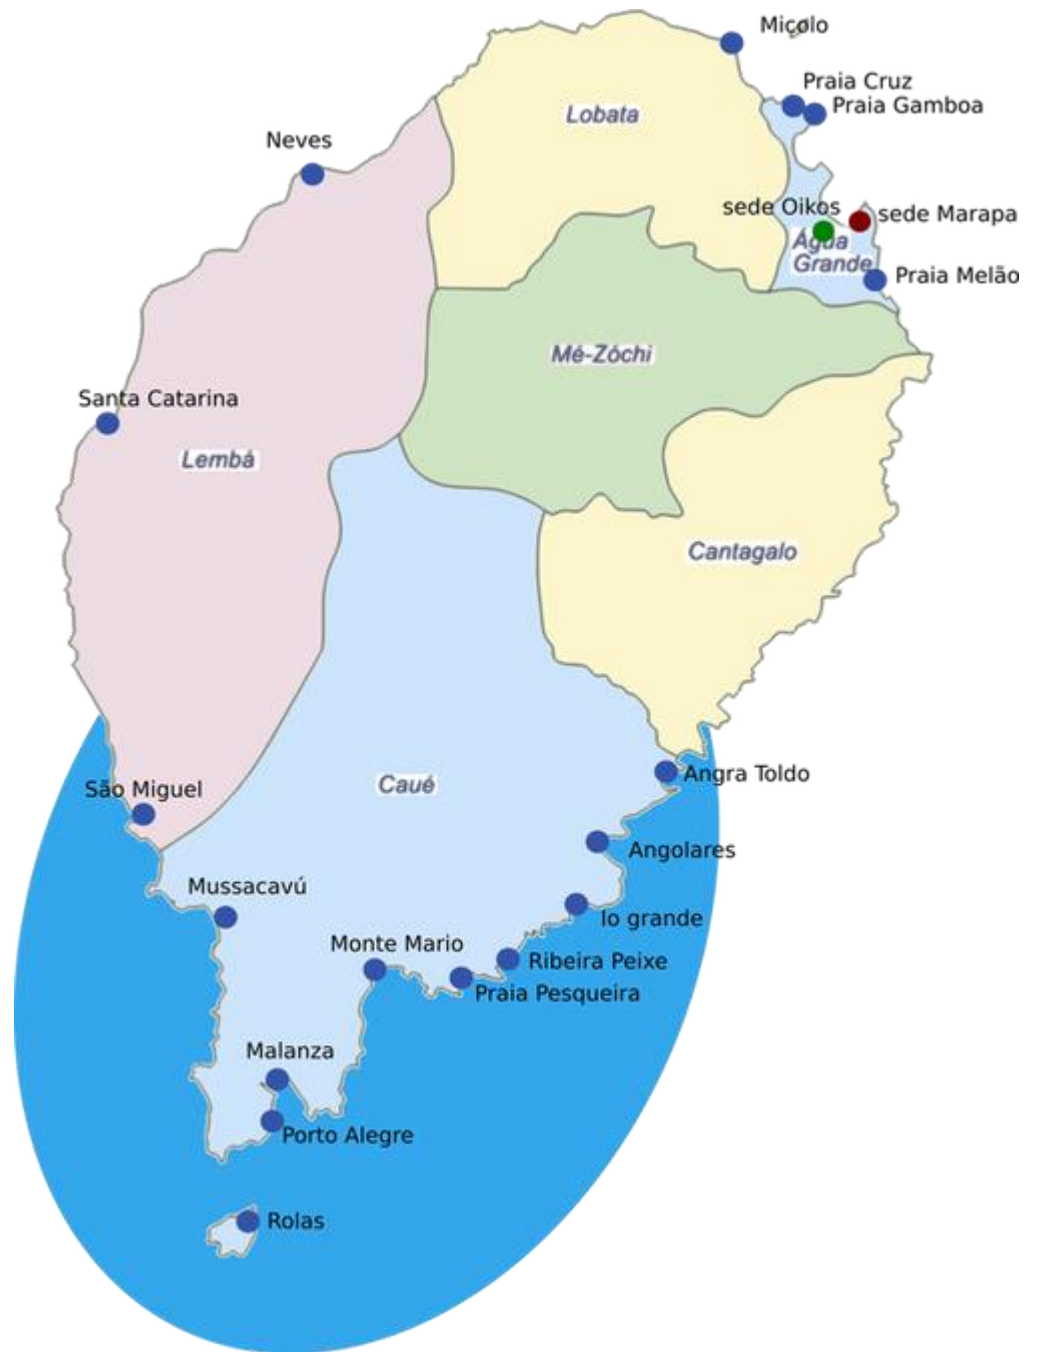 Micolo
Praia Cruz
Praia Gamboa
Lobata
Neves
sede Oikos
sede Marapa
Água
Grande
Praia Melão
Mé-Zóchi
Santa Catarina
Lembá
Cantagalo
Angra Toldo
Caué
São Miguel
Angolares
Mussacavú
Io grande
Monte Mario
Ribeira Peixe
Praia Pesqueira
Malanza
Porto Alegre
Rolas